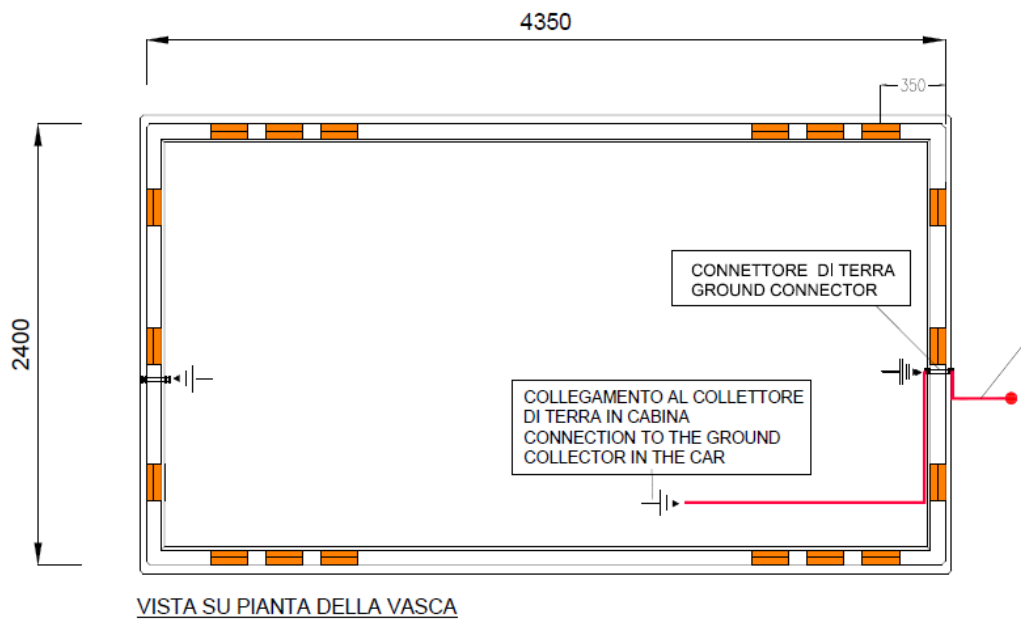 4350
350
2400
CONNETTORE DI TERRA
GROUND CONNECTOR
COLLEGAMENTO AL COLLETTORE
DI TERRA IN CABINA
CONNECTION TO THE GROUND
COLLECTOR IN THE CAR
VISTA SU PIANTA DELLA VASCA